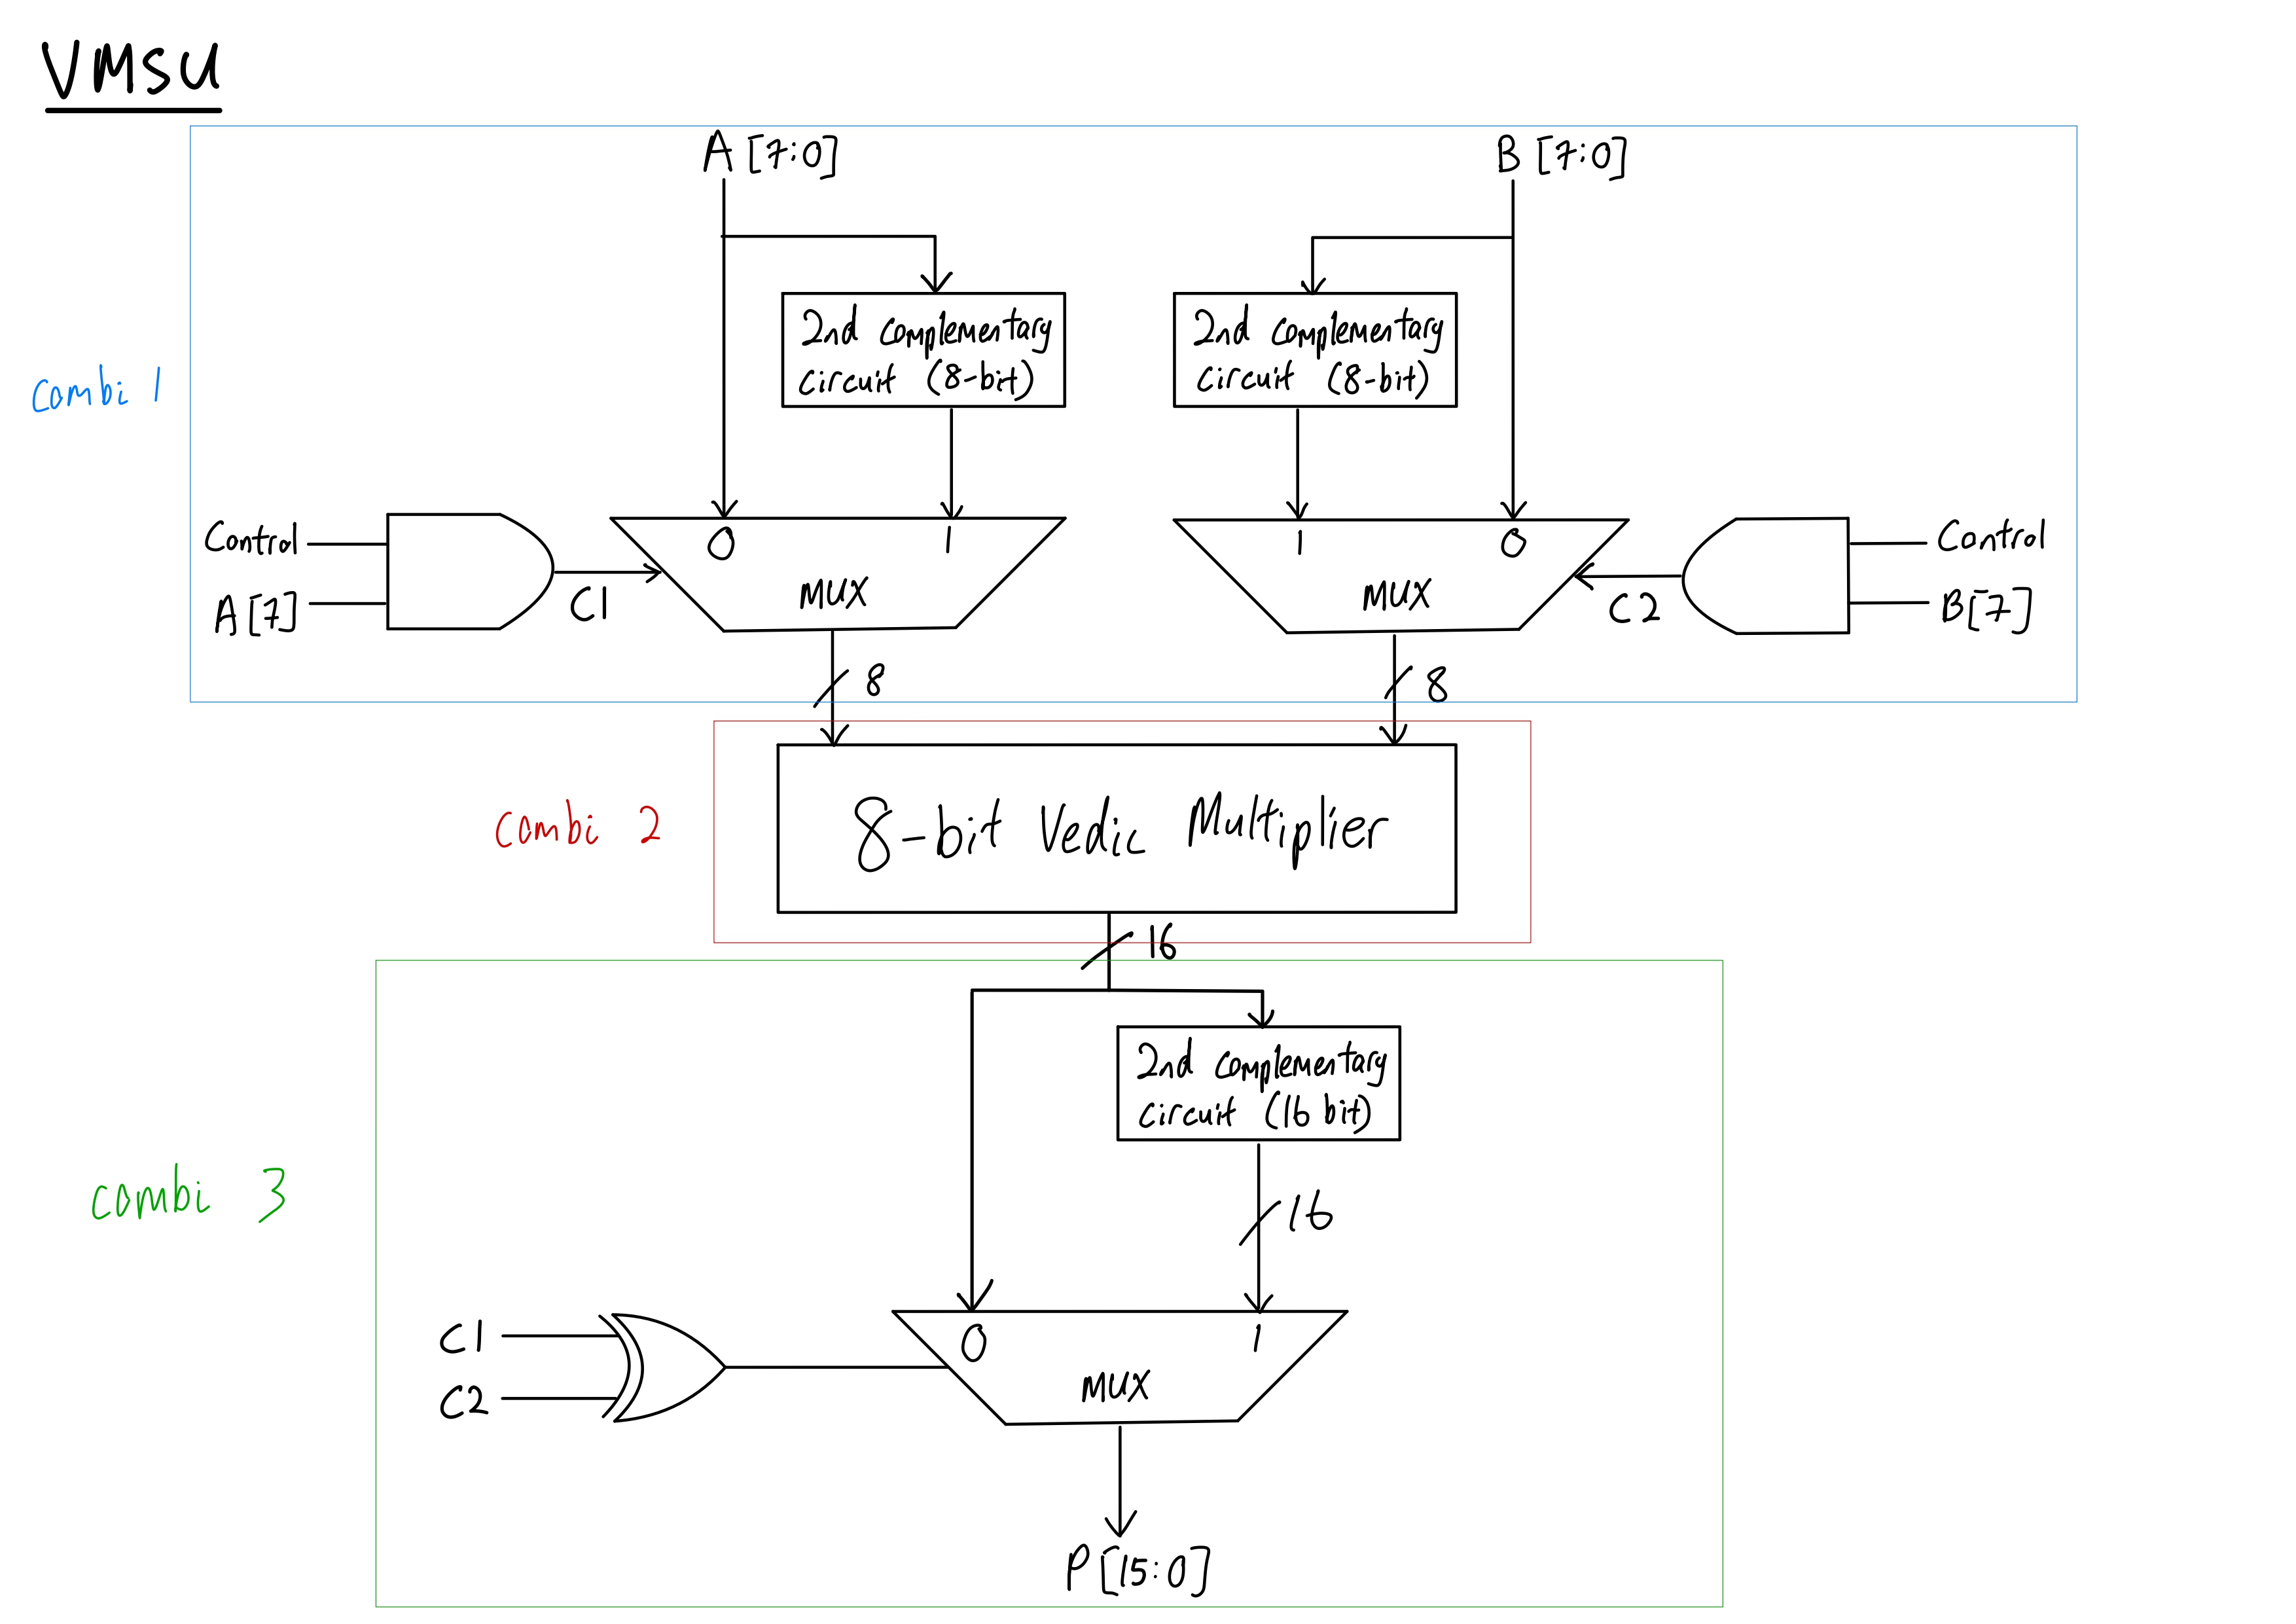 VMSU
A[7:0]
B[7:0]
2nd complementary
circuit (8-bit)
2nd complementary
circuit (8-bit)
combi 1
Control
A[7]
C1
0
1
MUX
1
0
MUX
C2
Control
B[7]
8
8
combi 2
8-bit Vedic Multiplier
16
2nd complementary
circuit (16 bit)
16
combi 3
C1
C2
0
1
MUX
P[15:0]